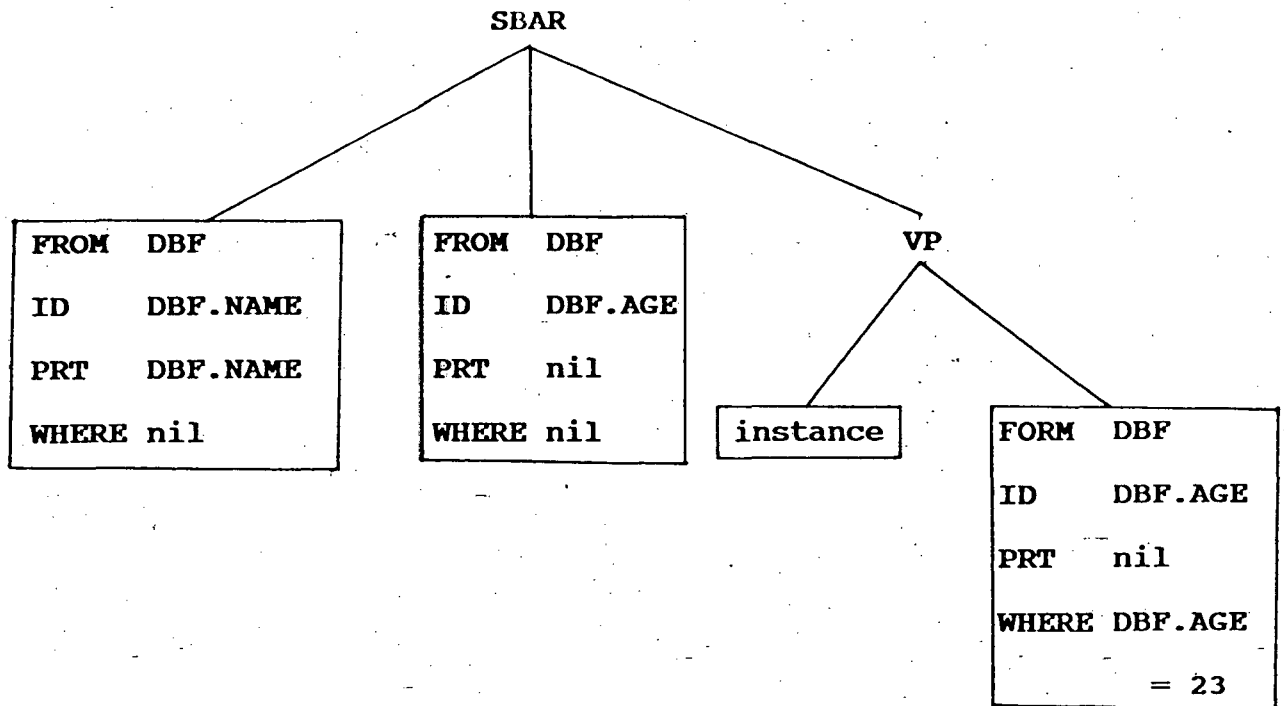 SBAR
FROM DBF
ID DBF.NAME
PRT DBF.NAME
WHERE nil
FROM DBF
ID DBF.AGE
PRT nil
WHERE nil
VP
instance
FORM DBF
ID DBF.AGE
PRT nil
WHERE DBF.AGE
= 23